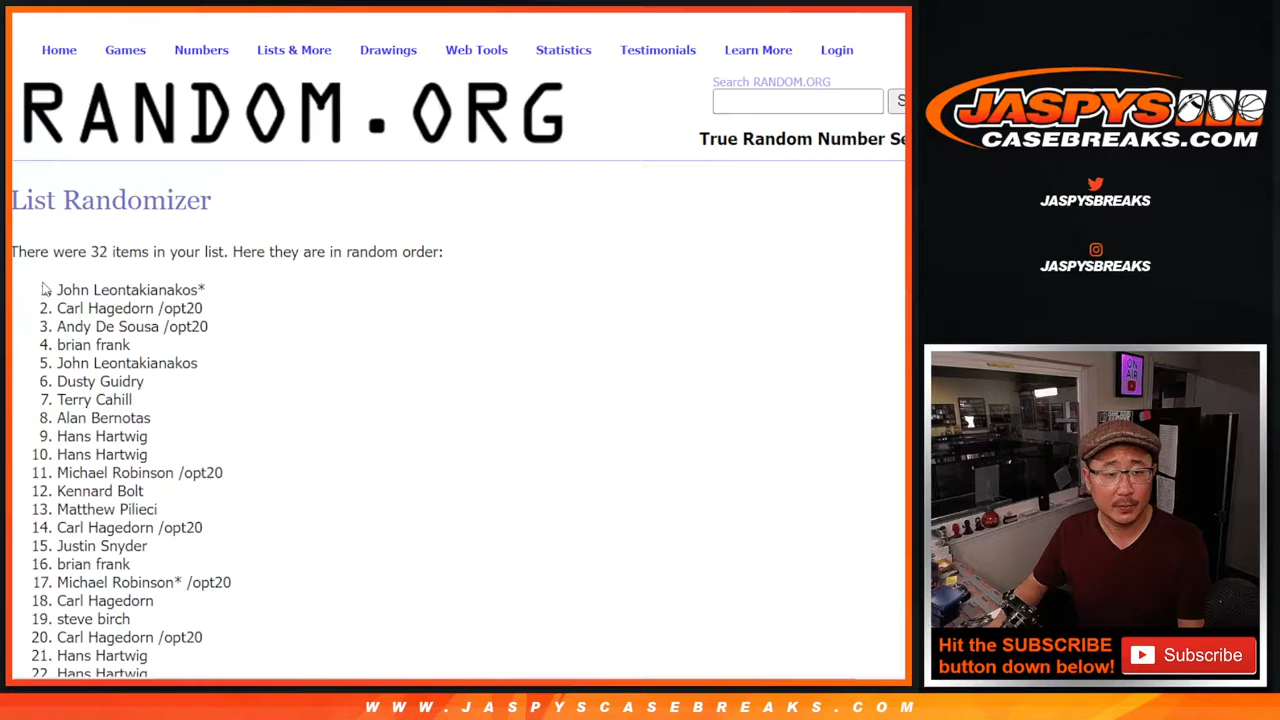 Home Games Numbers Lists & More Drawings Web Tools Statistics Testimonials Learn More Login
Search RANDOM.ORG
RANDOM.ORG
S
True Random Number Se
List Randomizer
There were 32 items in your list. Here they are in random order:
John Leontakianakos*
2. Carl Hagedorn /opt20
3. Andy De Sousa /opt20
4. brian frank
5. John Leontakianakos
6. Dusty Guidry
7. Terry Cahill
8. Alan Bernotas
9. Hans Hartwig
10. Hans Hartwig
11. Michael Robinson /opt20
12. Kennard Bolt
13. Matthew Pilieci
14. Carl Hagedorn /opt20
15. Justin Snyder
16. brian frank
17. Michael Robinson* /opt20
18. Carl Hagedorn
19. steve birch
20. Carl Hagedorn /opt20
21. Hans Hartwig
22. Hans Hartwig
JASPYS
CASEBREAKS.COM
JASPYSBREAKS
JASPYSBREAKS
ON
AIR
Hit the SUBSCRIBE
button down below!
Subscribe
WWW.JASPYSCASEBREAKS.COM